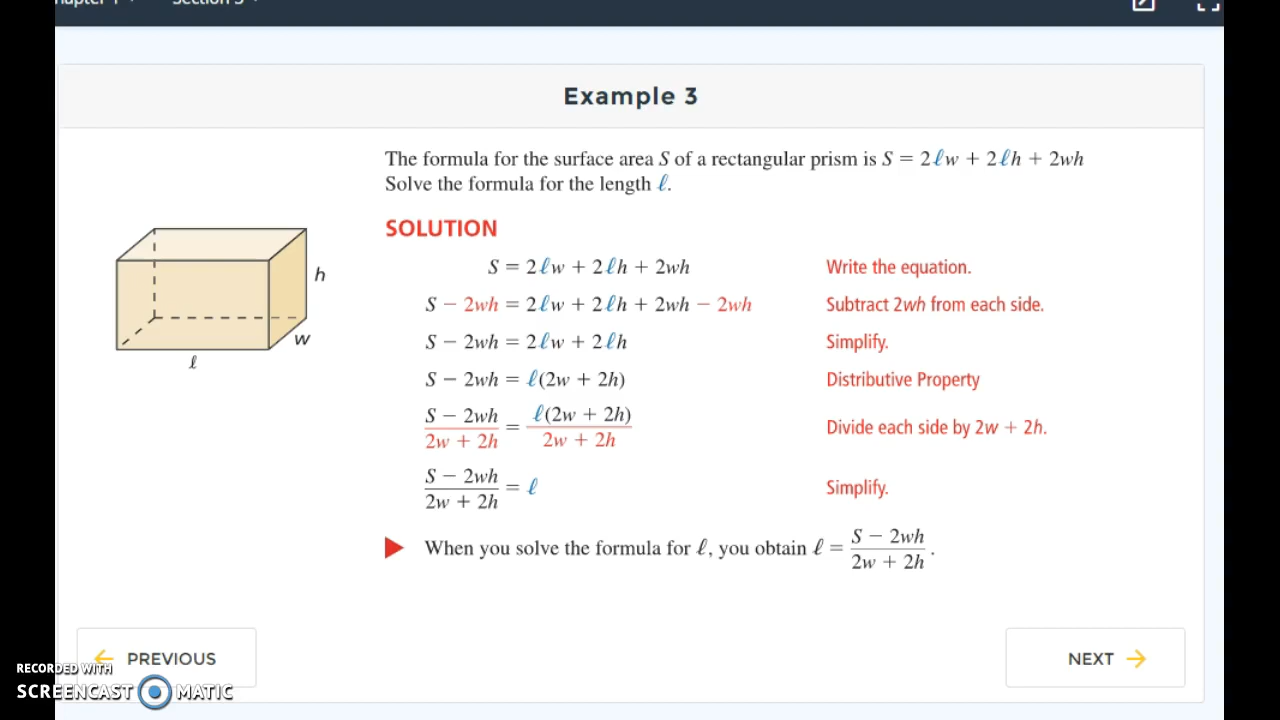 Section 3
Example 3
The formula for the surface area S of a rectangular prism is S = 2ℓw + 2ℓh + 2wh
Solve the formula for the length ℓ.
SOLUTION
S = 2ℓw + 2ℓh + 2wh Write the equation.
S − 2wh = 2ℓw + 2ℓh + 2wh − 2wh Subtract 2wh from each side.
S − 2wh = 2ℓw + 2ℓh Simplify.
S − 2wh = ℓ(2w + 2h) Distributive Property
S − 2wh / 2w + 2h = ℓ(2w + 2h) / 2w + 2h Divide each side by 2w + 2h.
S − 2wh / 2w + 2h = ℓ Simplify.
When you solve the formula for ℓ, you obtain ℓ = S − 2wh / 2w + 2h .
h
w
ℓ
PREVIOUS
NEXT
RECORDED WITH
SCREENCAST MATIC